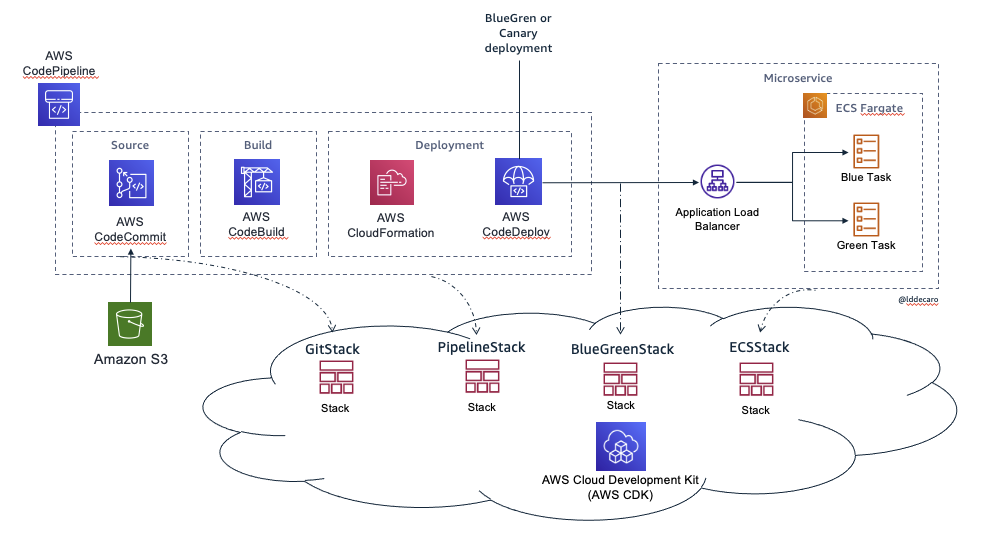 BlueGren or
Canary
deployment
AWS
CodePipeline
Microservice
ECS Fargate
Source
Build
Deployment
AWS
CodeCommit
AWS
CodeBuild
AWS
CloudFormation
AWS
CodeDeploy
Application Load
Balancer
Blue Task
Green Task
@lddecaro
Amazon S3
GitStack
PipelineStack
BlueGreenStack
ECSStack
Stack
Stack
Stack
Stack
AWS Cloud Development Kit
(AWS CDK)